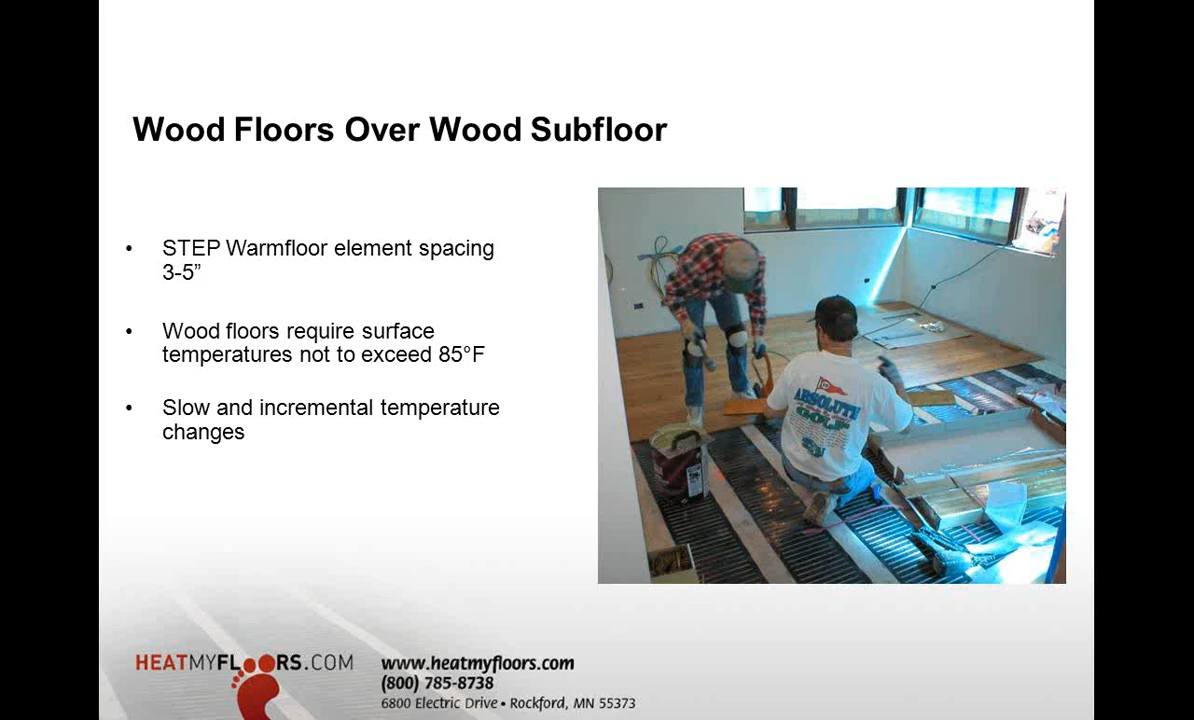 Wood Floors Over Wood Subfloor
• STEP Warmfloor element spacing
3-5”
• Wood floors require surface
temperatures not to exceed 85°F
• Slow and incremental temperature
changes
ABSOLUTE
GOLF
HEATMYFLOORS.COM
www.heatmyfloors.com
(800) 785-8738
6800 Electric Drive • Rockford, MN 55373